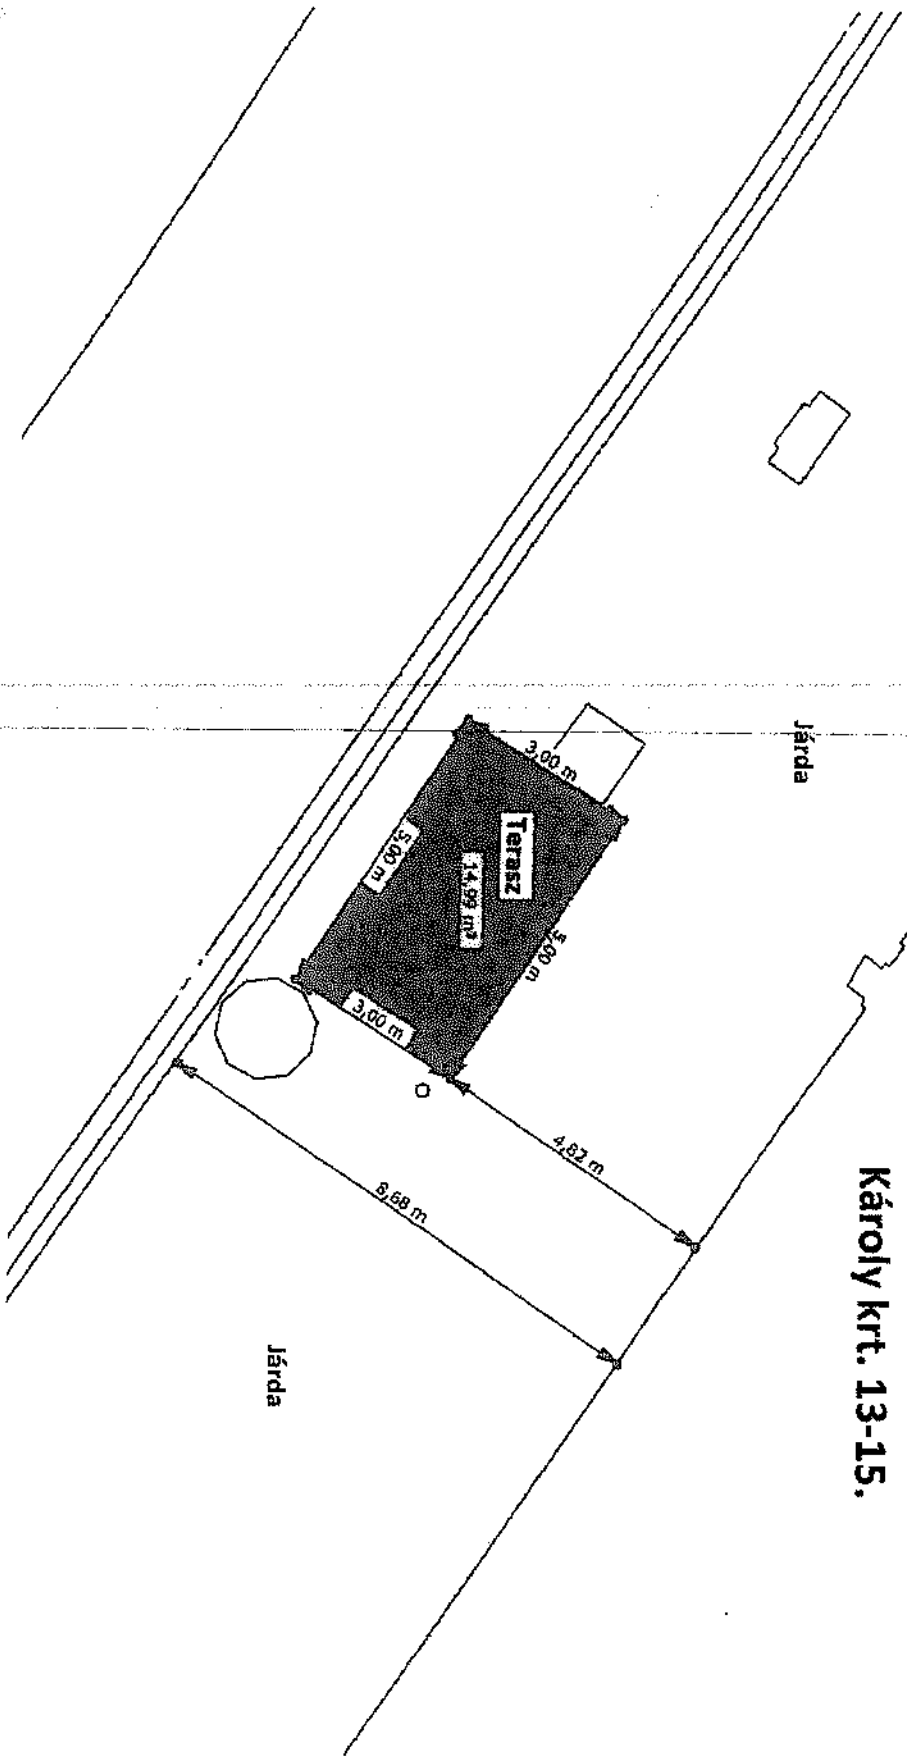 Károly krt. 13-15.
Járda
3,00 m
Terasz
14,99 m²
5,00 m
5,00 m
3,00 m
4,82 m
8,68 m
Járda